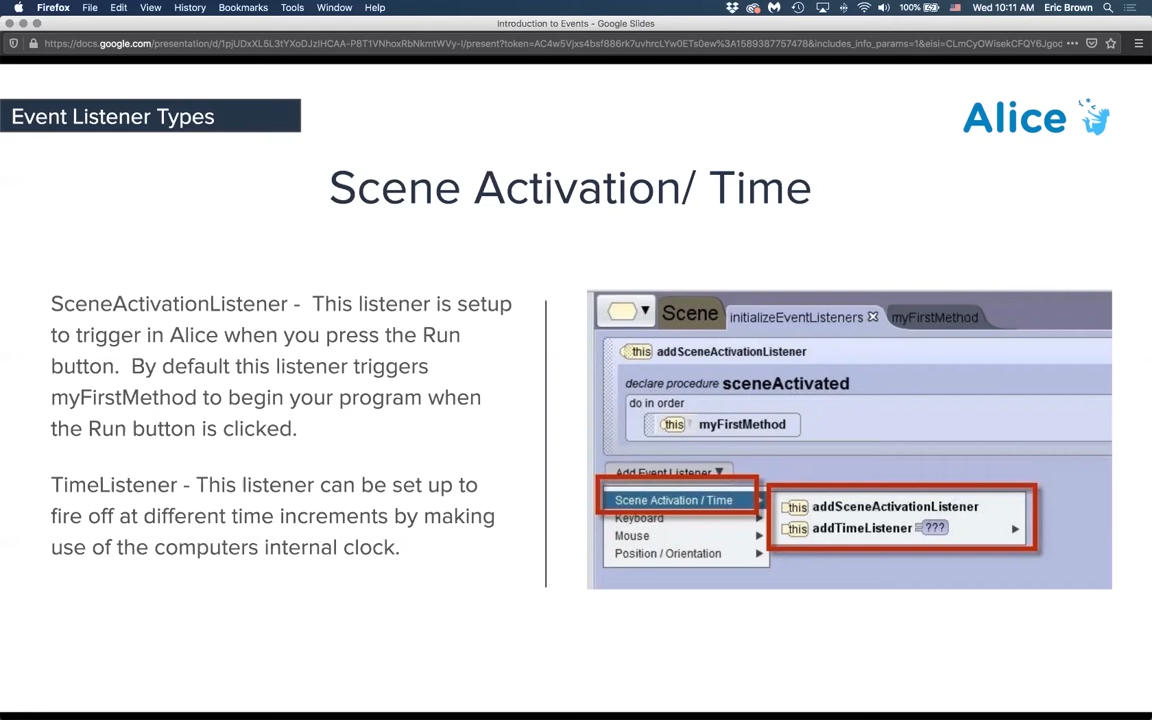 Firefox File Edit View History Bookmarks Tools Window Help 100% Wed 10:11 AM Eric Brown
Introduction to Events - Google Slides
Event Listener Types
Alice
Scene Activation/ Time
SceneActivationListener - This listener is setup
to trigger in Alice when you press the Run
button. By default this listener triggers
myFirstMethod to begin your program when
the Run button is clicked.
TimeListener - This listener can be set up to
fire off at different time increments by making
use of the computers internal clock.
Scene initializeEventListeners myFirstMethod
this addSceneActivationListener
declare procedure sceneActivated
do in order
this myFirstMethod
Add Event Listener
Scene Activation / Time
Keyboard
Mouse
Position / Orientation
this addSceneActivationListener
this addTimeListener ???